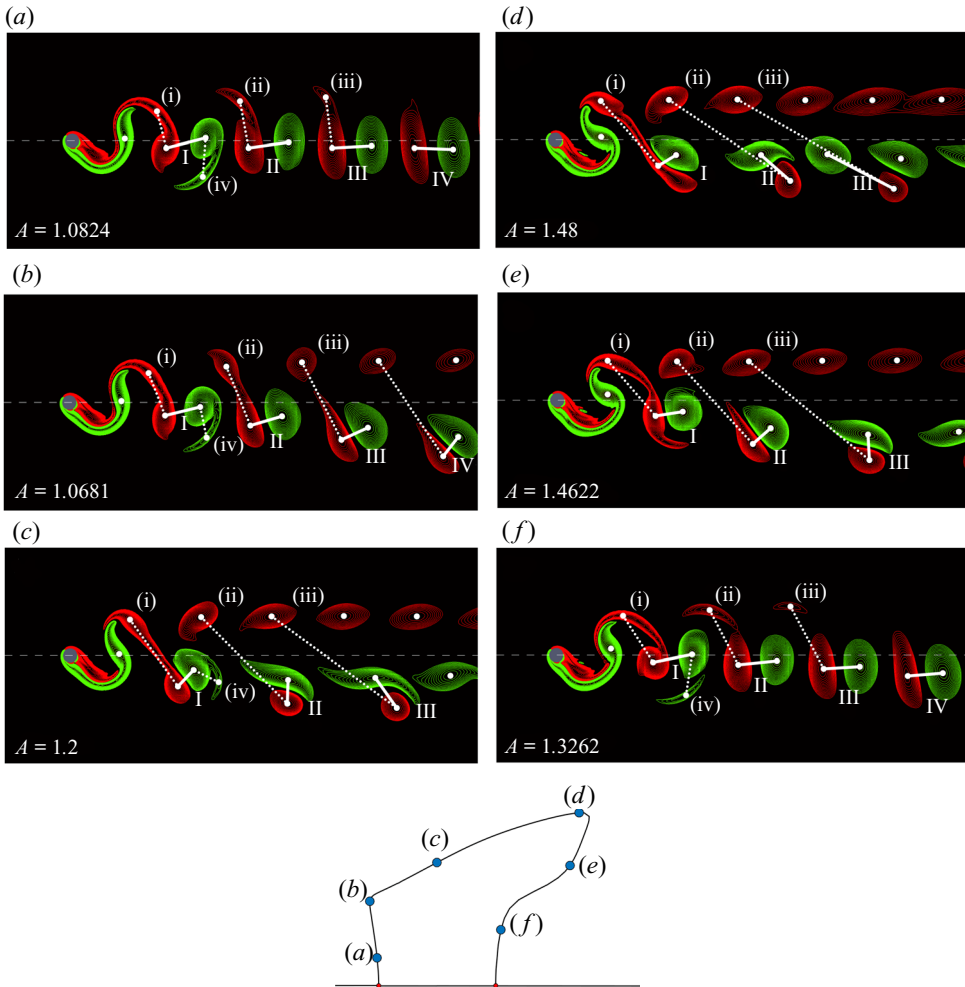 (a)
(i)
(ii)
(iii)
I
II
III
IV
(iv)
A = 1.0824
(d)
(i)
(ii)
(iii)
I
II
III
A = 1.48
(b)
(i)
(ii)
(iii)
I
II
III
IV
(iv)
A = 1.0681
(e)
(i)
(ii)
(iii)
I
II
III
A = 1.4622
(c)
(i)
(ii)
(iii)
(iv)
I
II
III
A = 1.2
(f)
(i)
(ii)
(iii)
I
II
III
IV
(iv)
A = 1.3262
(d)
(c)
(e)
(b)
(f)
(a)